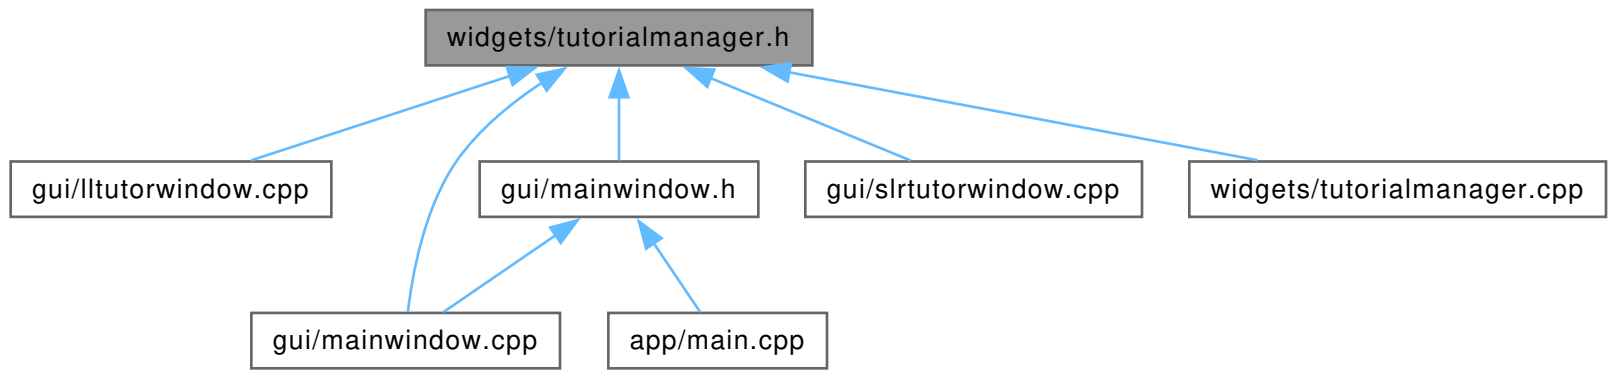 widgets/tutorialmanager.h
gui/lltutorwindow.cpp
gui/mainwindow.h
gui/slrtutorwindow.cpp
widgets/tutorialmanager.cpp
gui/mainwindow.cpp
app/main.cpp